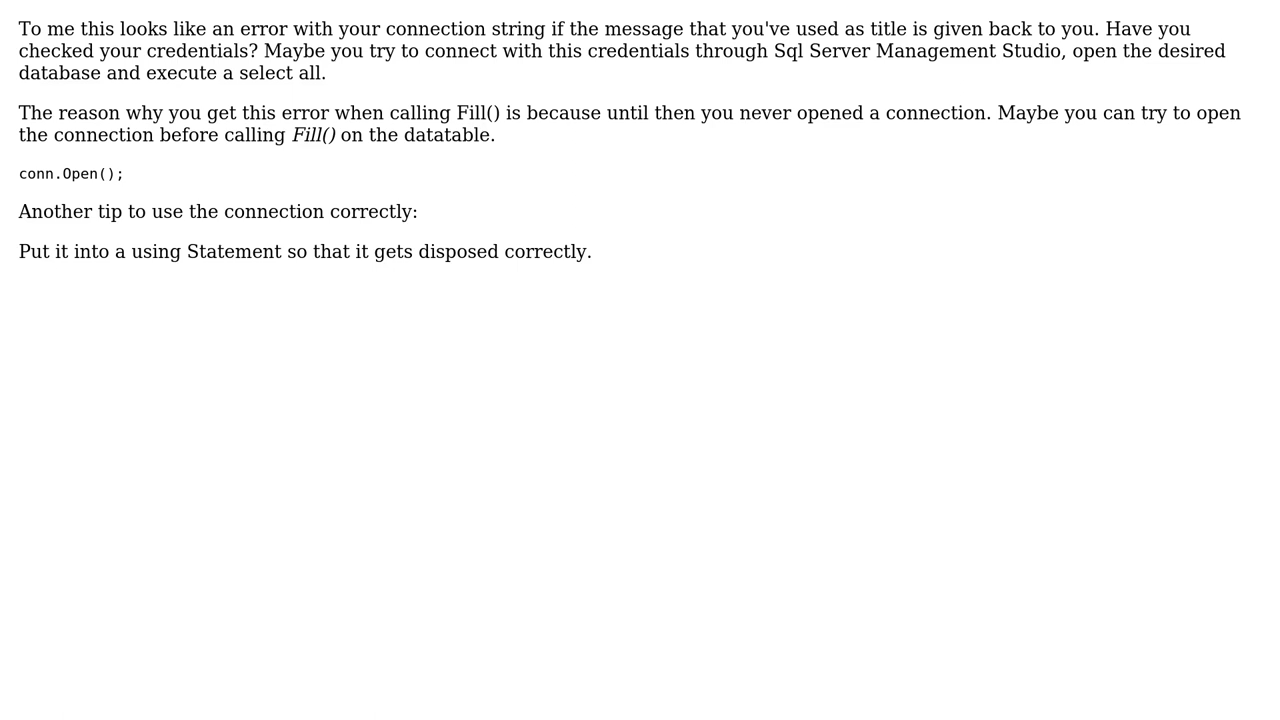 To me this looks like an error with your connection string if the message that you've used as title is given back to you. Have you
checked your credentials? Maybe you try to connect with this credentials through Sql Server Management Studio, open the desired
database and execute a select all.
The reason why you get this error when calling Fill() is because until then you never opened a connection. Maybe you can try to open
the connection before calling Fill() on the datatable.
conn.Open();
Another tip to use the connection correctly:
Put it into a using Statement so that it gets disposed correctly.